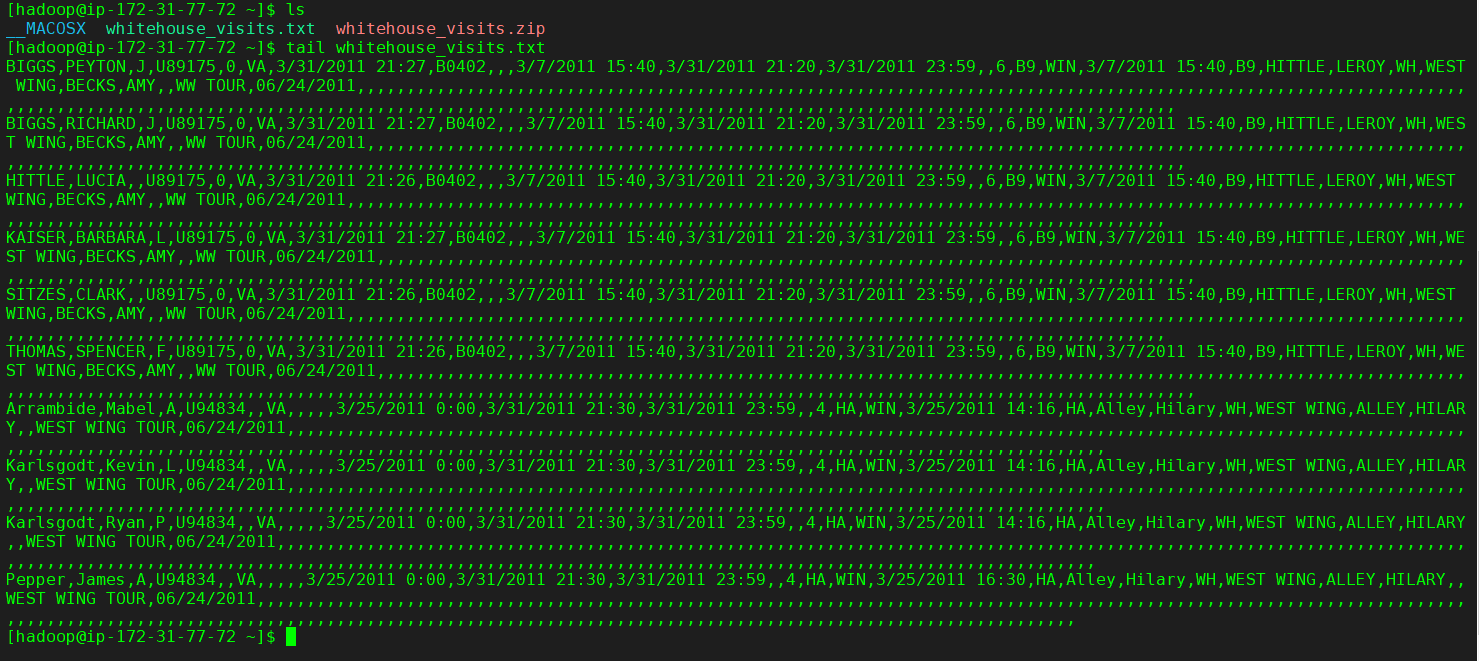 [hadoop@ip-172-31-77-72 ~]$ ls
__MACOSX  whitehouse_visits.txt  whitehouse_visits.zip
[hadoop@ip-172-31-77-72 ~]$ tail whitehouse_visits.txt
BIGGS,PEYTON,J,U89175,0,VA,3/31/2011 21:27,B0402,,,3/7/2011 15:40,3/31/2011 21:20,3/31/2011 23:59,,6,B9,WIN,3/7/2011 15:40,B9,HITTLE,LEROY,WH,WEST
 WING,BECKS,AMY,,WW TOUR,06/24/2011,,,,,,,,,,,,,,,,,,,,,,,,,,,,,,,,,,,,,,,,,,,,,,,,,,,,,,,,,,,,,,,,,,,,,,,,,,,,,,,,,,,,,,,,,,,,,,,,,,,,,,,,,,,,,,,
,,,,,,,,,,,,,,,,,,,,,,,,,,,,,,,,,,,,,,,,,,,,,,,,,,,,,,,,,,,,,,,,,,,,,,,,,,,,,,,,,,,,,,,,,,,,,,,,,,,,,,,,,,,,,,,,,,,,,
BIGGS,RICHARD,J,U89175,0,VA,3/31/2011 21:27,B0402,,,3/7/2011 15:40,3/31/2011 21:20,3/31/2011 23:59,,6,B9,WIN,3/7/2011 15:40,B9,HITTLE,LEROY,WH,WES
T WING,BECKS,AMY,,WW TOUR,06/24/2011,,,,,,,,,,,,,,,,,,,,,,,,,,,,,,,,,,,,,,,,,,,,,,,,,,,,,,,,,,,,,,,,,,,,,,,,,,,,,,,,,,,,,,,,,,,,,,,,,,,,,,,,,,,,,,
,,,,,,,,,,,,,,,,,,,,,,,,,,,,,,,,,,,,,,,,,,,,,,,,,,,,,,,,,,,,,,,,,,,,,,,,,,,,,,,,,,,,,,,,,,,,,,,,,,,,,,,,,,,,,,,,,,,,,,
HITTLE,LUCIA,,U89175,0,VA,3/31/2011 21:26,B0402,,,3/7/2011 15:40,3/31/2011 21:20,3/31/2011 23:59,,6,B9,WIN,3/7/2011 15:40,B9,HITTLE,LEROY,WH,WEST
WING,BECKS,AMY,,WW TOUR,06/24/2011,,,,,,,,,,,,,,,,,,,,,,,,,,,,,,,,,,,,,,,,,,,,,,,,,,,,,,,,,,,,,,,,,,,,,,,,,,,,,,,,,,,,,,,,,,,,,,,,,,,,,,,,,,,,,,,,
,,,,,,,,,,,,,,,,,,,,,,,,,,,,,,,,,,,,,,,,,,,,,,,,,,,,,,,,,,,,,,,,,,,,,,,,,,,,,,,,,,,,,,,,,,,,,,,,,,,,,,,,,,,,,,,,,,,,
KAISER,BARBARA,L,U89175,0,VA,3/31/2011 21:27,B0402,,,3/7/2011 15:40,3/31/2011 21:20,3/31/2011 23:59,,6,B9,WIN,3/7/2011 15:40,B9,HITTLE,LEROY,WH,WE
ST WING,BECKS,AMY,,WW TOUR,06/24/2011,,,,,,,,,,,,,,,,,,,,,,,,,,,,,,,,,,,,,,,,,,,,,,,,,,,,,,,,,,,,,,,,,,,,,,,,,,,,,,,,,,,,,,,,,,,,,,,,,,,,,,,,,,,,,
,,,,,,,,,,,,,,,,,,,,,,,,,,,,,,,,,,,,,,,,,,,,,,,,,,,,,,,,,,,,,,,,,,,,,,,,,,,,,,,,,,,,,,,,,,,,,,,,,,,,,,,,,,,,,,,,,,,,,,,
SITZES,CLARK,,U89175,0,VA,3/31/2011 21:26,B0402,,,3/7/2011 15:40,3/31/2011 21:20,3/31/2011 23:59,,6,B9,WIN,3/7/2011 15:40,B9,HITTLE,LEROY,WH,WEST
WING,BECKS,AMY,,WW TOUR,06/24/2011,,,,,,,,,,,,,,,,,,,,,,,,,,,,,,,,,,,,,,,,,,,,,,,,,,,,,,,,,,,,,,,,,,,,,,,,,,,,,,,,,,,,,,,,,,,,,,,,,,,,,,,,,,,,,,,,
,,,,,,,,,,,,,,,,,,,,,,,,,,,,,,,,,,,,,,,,,,,,,,,,,,,,,,,,,,,,,,,,,,,,,,,,,,,,,,,,,,,,,,,,,,,,,,,,,,,,,,,,,,,,,,,,,,,,
THOMAS,SPENCER,F,U89175,0,VA,3/31/2011 21:26,B0402,,,3/7/2011 15:40,3/31/2011 21:20,3/31/2011 23:59,,6,B9,WIN,3/7/2011 15:40,B9,HITTLE,LEROY,WH,WE
ST WING,BECKS,AMY,,WW TOUR,06/24/2011,,,,,,,,,,,,,,,,,,,,,,,,,,,,,,,,,,,,,,,,,,,,,,,,,,,,,,,,,,,,,,,,,,,,,,,,,,,,,,,,,,,,,,,,,,,,,,,,,,,,,,,,,,,,,
,,,,,,,,,,,,,,,,,,,,,,,,,,,,,,,,,,,,,,,,,,,,,,,,,,,,,,,,,,,,,,,,,,,,,,,,,,,,,,,,,,,,,,,,,,,,,,,,,,,,,,,,,,,,,,,,,,,,,,,
Arrambide,Mabel,A,U94834,,VA,,,,,3/25/2011 0:00,3/31/2011 21:30,3/31/2011 23:59,,4,HA,WIN,3/25/2011 14:16,HA,Alley,Hilary,WH,WEST WING,ALLEY,HILAR
Y,,WEST WING TOUR,06/24/2011,,,,,,,,,,,,,,,,,,,,,,,,,,,,,,,,,,,,,,,,,,,,,,,,,,,,,,,,,,,,,,,,,,,,,,,,,,,,,,,,,,,,,,,,,,,,,,,,,,,,,,,,,,,,,,,,,,,,,,
,,,,,,,,,,,,,,,,,,,,,,,,,,,,,,,,,,,,,,,,,,,,,,,,,,,,,,,,,,,,,,,,,,,,,,,,,,,,,,,,,,,,,,,,,,,,,,,,,,,,,,,,,,,,,,
Karlsgodt,Kevin,L,U94834,,VA,,,,,3/25/2011 0:00,3/31/2011 21:30,3/31/2011 23:59,,4,HA,WIN,3/25/2011 14:16,HA,Alley,Hilary,WH,WEST WING,ALLEY,HILAR
Y,,WEST WING TOUR,06/24/2011,,,,,,,,,,,,,,,,,,,,,,,,,,,,,,,,,,,,,,,,,,,,,,,,,,,,,,,,,,,,,,,,,,,,,,,,,,,,,,,,,,,,,,,,,,,,,,,,,,,,,,,,,,,,,,,,,,,,,,
,,,,,,,,,,,,,,,,,,,,,,,,,,,,,,,,,,,,,,,,,,,,,,,,,,,,,,,,,,,,,,,,,,,,,,,,,,,,,,,,,,,,,,,,,,,,,,,,,,,,,,,,,,,,,,
Karlsgodt,Ryan,P,U94834,,VA,,,,,3/25/2011 0:00,3/31/2011 21:30,3/31/2011 23:59,,4,HA,WIN,3/25/2011 14:16,HA,Alley,Hilary,WH,WEST WING,ALLEY,HILARY
,,WEST WING TOUR,06/24/2011,,,,,,,,,,,,,,,,,,,,,,,,,,,,,,,,,,,,,,,,,,,,,,,,,,,,,,,,,,,,,,,,,,,,,,,,,,,,,,,,,,,,,,,,,,,,,,,,,,,,,,,,,,,,,,,,,,,,,,,
,,,,,,,,,,,,,,,,,,,,,,,,,,,,,,,,,,,,,,,,,,,,,,,,,,,,,,,,,,,,,,,,,,,,,,,,,,,,,,,,,,,,,,,,,,,,,,,,,,,,,,,,,,,,,
Pepper,James,A,U94834,,VA,,,,,3/25/2011 0:00,3/31/2011 21:30,3/31/2011 23:59,,4,HA,WIN,3/25/2011 16:30,HA,Alley,Hilary,WH,WEST WING,ALLEY,HILARY,,
WEST WING TOUR,06/24/2011,,,,,,,,,,,,,,,,,,,,,,,,,,,,,,,,,,,,,,,,,,,,,,,,,,,,,,,,,,,,,,,,,,,,,,,,,,,,,,,,,,,,,,,,,,,,,,,,,,,,,,,,,,,,,,,,,,,,,,,,,
,,,,,,,,,,,,,,,,,,,,,,,,,,,,,,,,,,,,,,,,,,,,,,,,,,,,,,,,,,,,,,,,,,,,,,,,,,,,,,,,,,,,,,,,,,,,,,,,,,,,,,,,,,,
[hadoop@ip-172-31-77-72 ~]$